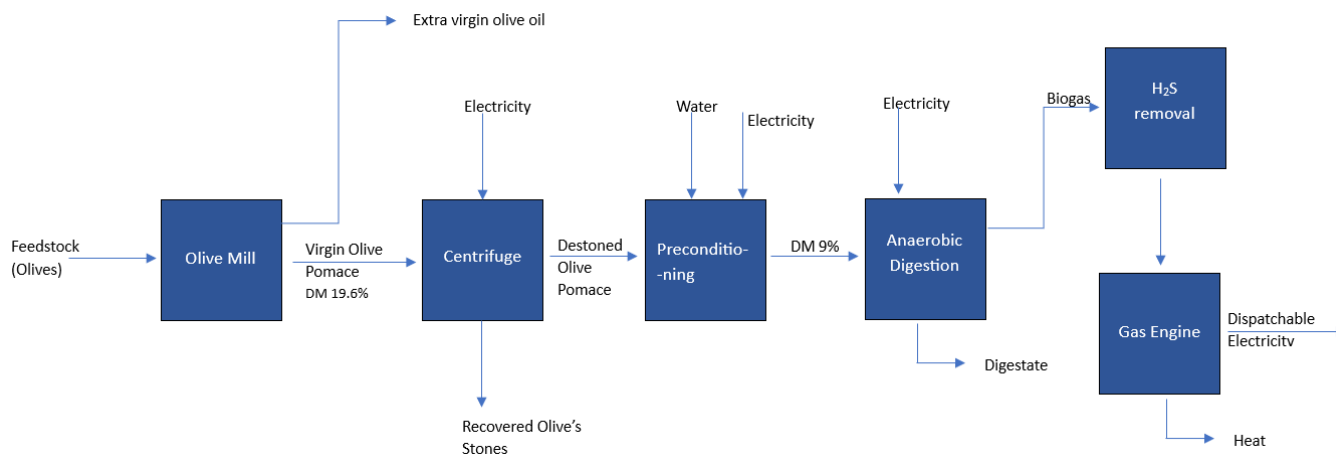 Extra virgin olive oil
Electricity
Water
Electricity
Electricity
Biogas
H₂S
removal
Feedstock
(Olives)
Olive Mill
Virgin Olive
Pomace
DM 19.6%
Centrifuge
Destoned
Olive
Pomace
Preconditio-
-ning
DM 9%
Anaerobic
Digestion
Gas Engine
Dispatchable
Electricity
Digestate
Recovered Olive's
Stones
Heat